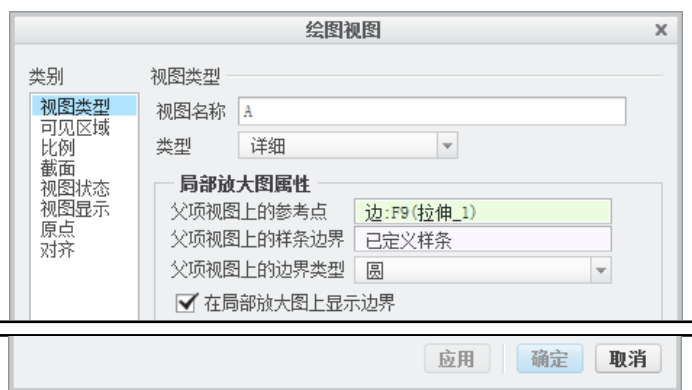 绘图视图
类别
视图类型
可见区域
比例
截面
视图状态
视图显示
原点
对齐
视图类型
视图名称 A
类型 详细
局部放大图属性
父项视图上的参考点 边:F9(拉伸_1)
父项视图上的样条边界 已定义样条
父项视图上的边界类型 圆
在局部放大图上显示边界
应用 确定 取消